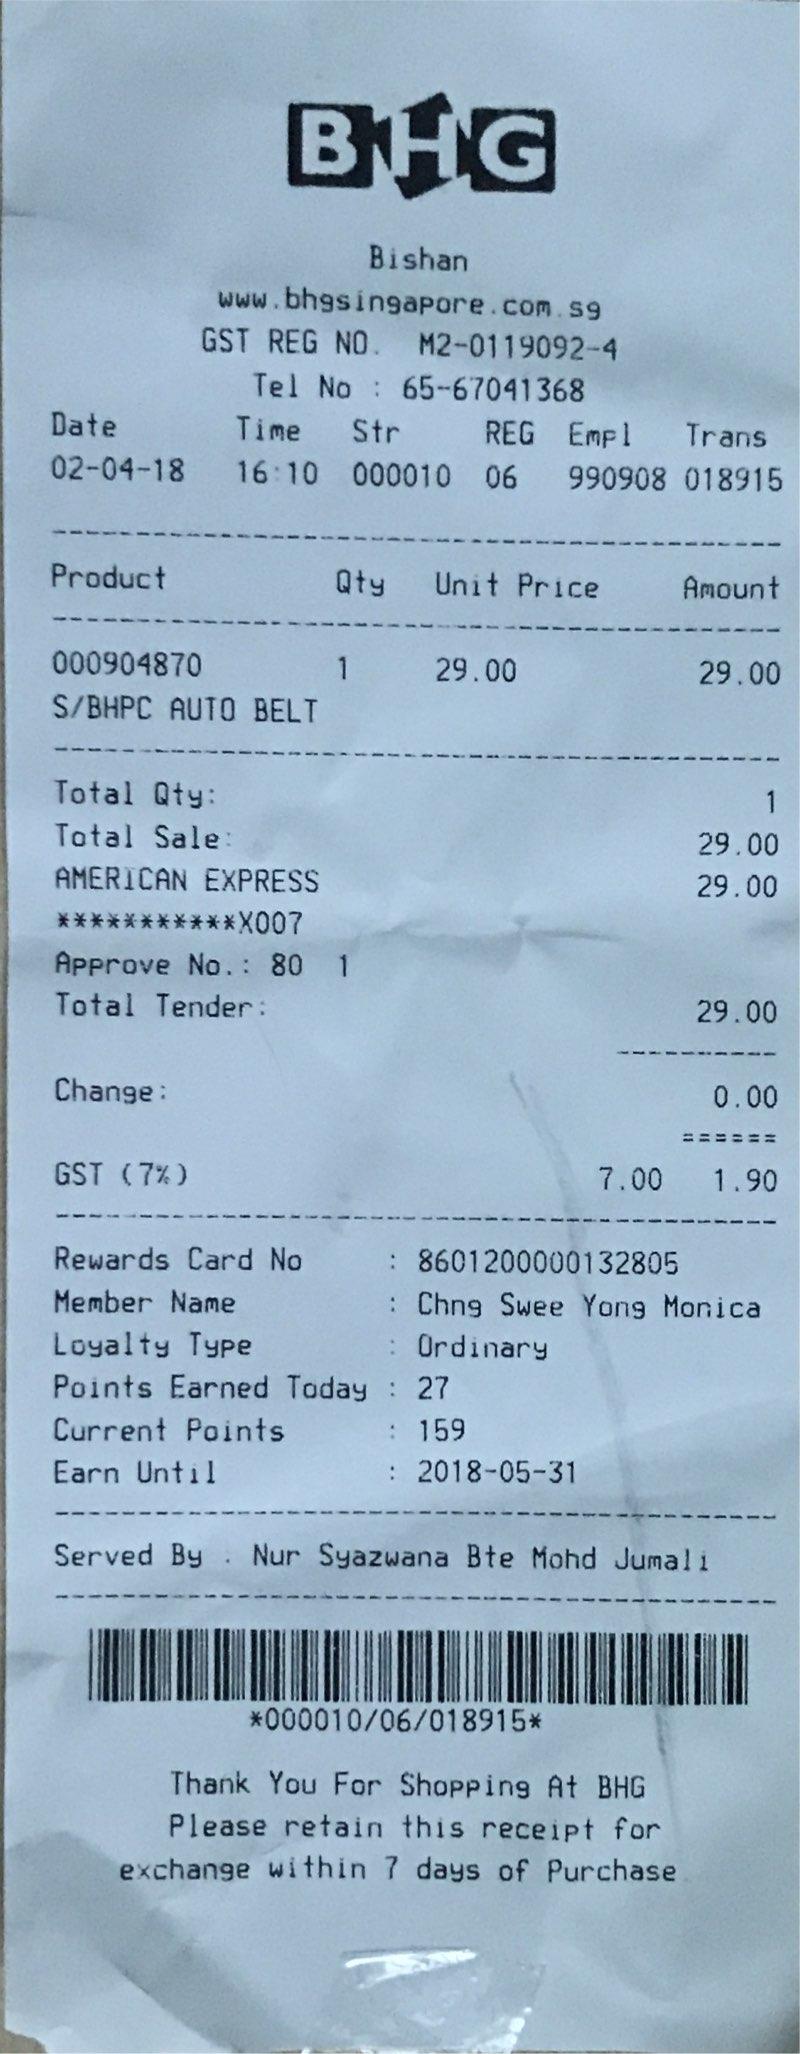 BHG
Bishan
www.bhgsingapore.com.sg
GST REG NO. M2-0119092-4
Tel No : 65-67041368
Date Time Str REG Empl Trans
02-04-18 16:10 000010 06 990908 018915
Product Qty Unit Price Amount
000904870 1 29.00 29.00
S/BHPC AUTO BELT
Total Qty: 1
Total Sale: 29.00
AMERICAN EXPRESS 29.00
***********X007
Approve No.: 80 1
Total Tender: 29.00
Change: 0.00
======
GST (7%) 7.00 1.90
Rewards Card No : 8601200000132805
Member Name : Chng Swee Yong Monica
Loyalty Type : Ordinary
Points Earned Today : 27
Current Points : 159
Earn Until : 2018-05-31
Served By . Nur Syazwana Bte Mohd Jumali
*000010/06/018915*
Thank You For Shopping At BHG
Please retain this receipt for
exchange within 7 days of Purchase